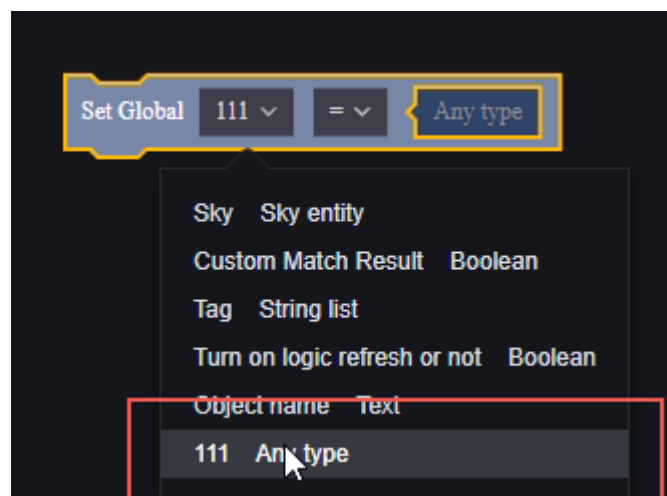 Set Global 111 = Any type
Sky Sky entity
Custom Match Result Boolean
Tag String list
Turn on logic refresh or not Boolean
Object name Text
111 Any type